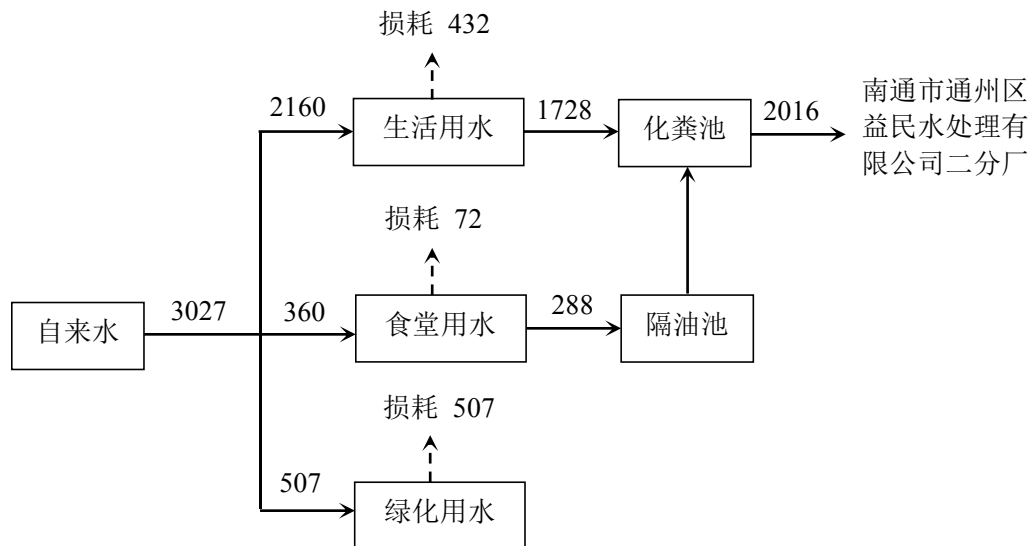 损耗 432
2160
生活用水
1728
化粪池
2016
南通市通州区
益民水处理有
限公司二分厂
损耗 72
自来水
3027
360
食堂用水
288
隔油池
损耗 507
507
绿化用水